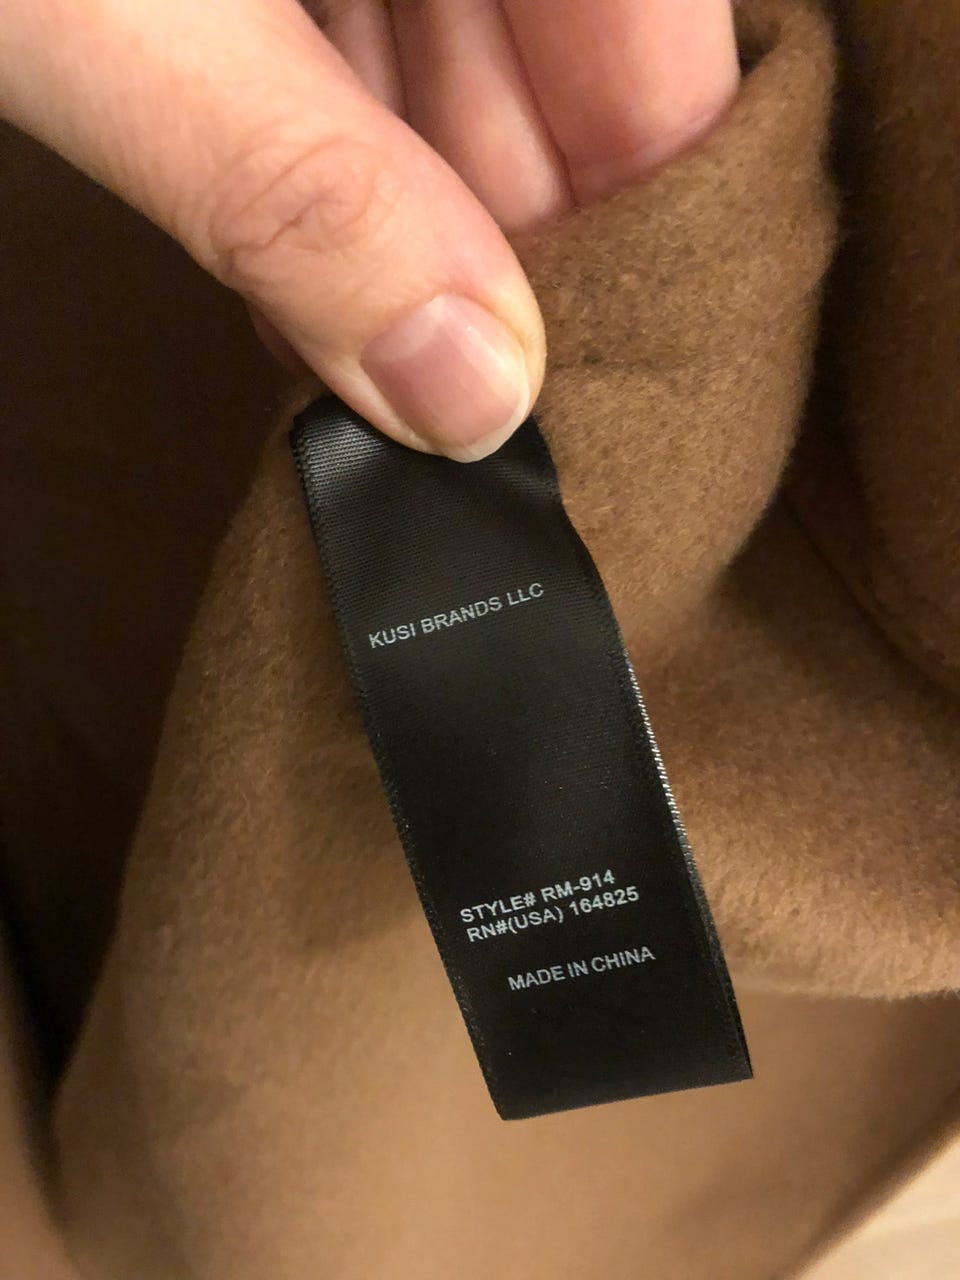 KUSI BRANDS LLC
STYLE# RM-914
RN#(USA) 164825
MADE IN CHINA